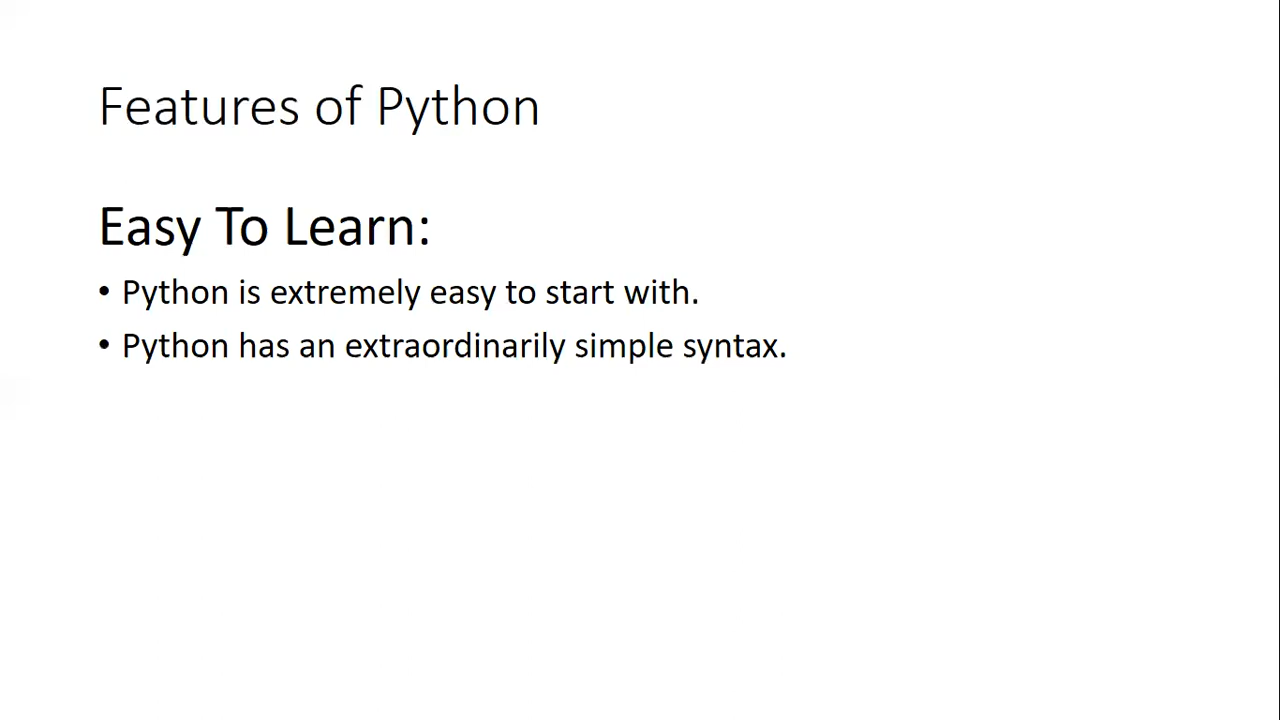 Features of Python
Easy To Learn:
• Python is extremely easy to start with.
• Python has an extraordinarily simple syntax.